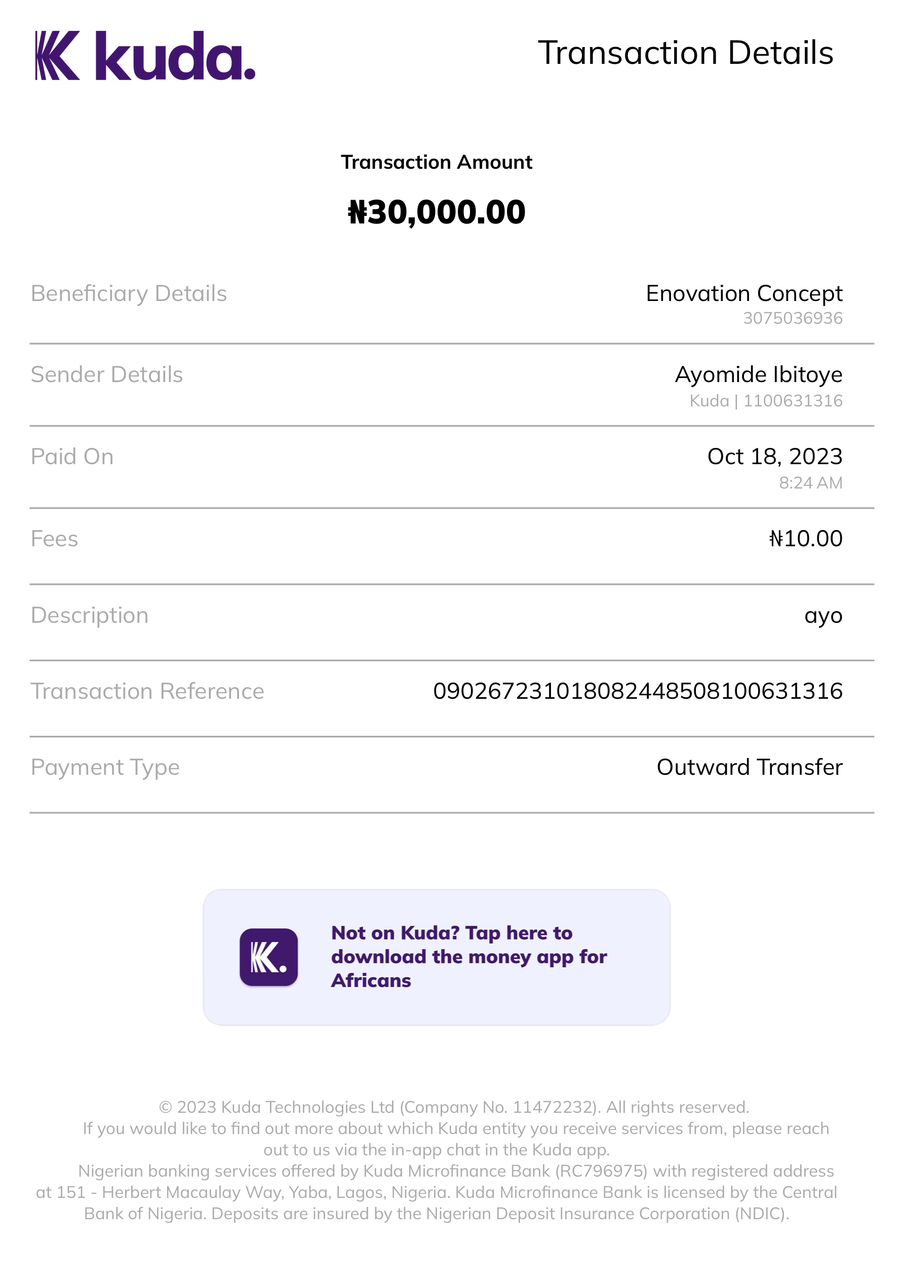 kuda.
Transaction Details
Transaction Amount
₦30,000.00
Beneficiary Details
Enovation Concept
3075036936
Sender Details
Ayomide Ibitoye
Kuda | 1100631316
Paid On
Oct 18, 2023
8:24 AM
Fees
₦10.00
Description
ayo
Transaction Reference
090267231018082448508100631316
Payment Type
Outward Transfer
Not on Kuda? Tap here to
download the money app for
Africans
© 2023 Kuda Technologies Ltd (Company No. 11472232). All rights reserved.
If you would like to find out more about which Kuda entity you receive services from, please reach
out to us via the in-app chat in the Kuda app.
Nigerian banking services offered by Kuda Microfinance Bank (RC796975) with registered address
at 151 - Herbert Macaulay Way, Yaba, Lagos, Nigeria. Kuda Microfinance Bank is licensed by the Central
Bank of Nigeria. Deposits are insured by the Nigerian Deposit Insurance Corporation (NDIC).